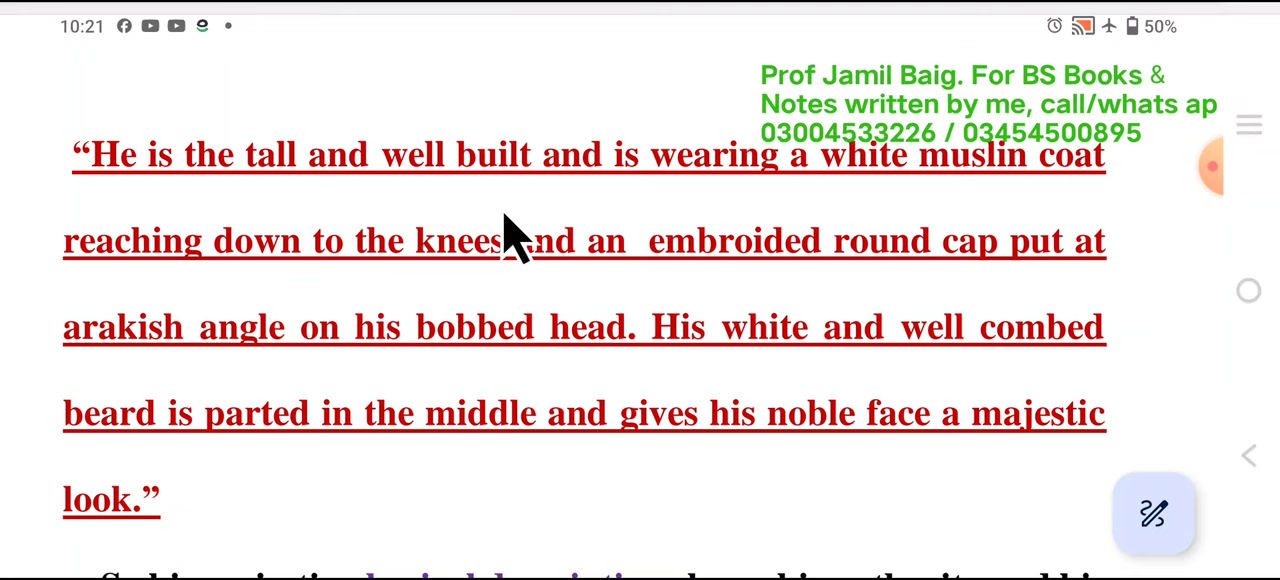 10:21
50%
Prof Jamil Baig. For BS Books &
Notes written by me, call/whats ap
03004533226 / 03454500895
“He is the tall and well built and is wearing a white muslin coat
reaching down to the knees and an embroided round cap put at
arakish angle on his bobbed head. His white and well combed
beard is parted in the middle and gives his noble face a majestic
look.”